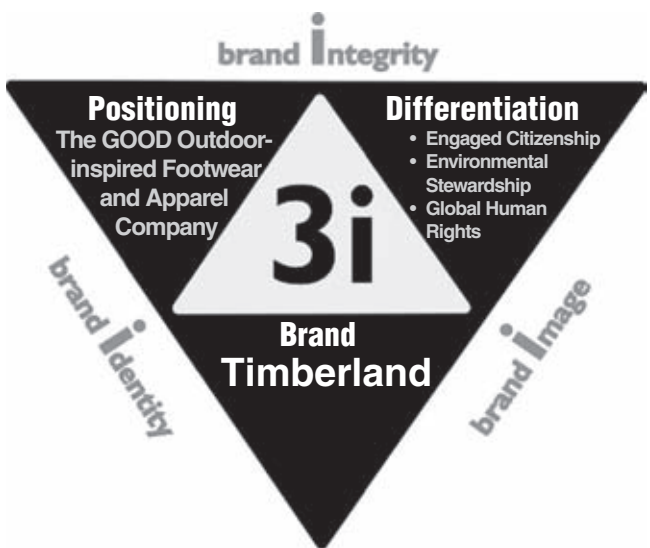 brand integrity
Positioning
The GOOD Outdoor-
inspired Footwear
and Apparel
Company
Differentiation
• Engaged Citizenship
• Environmental
Stewardship
• Global Human
Rights
3i
brand identity
brand image
Brand
Timberland